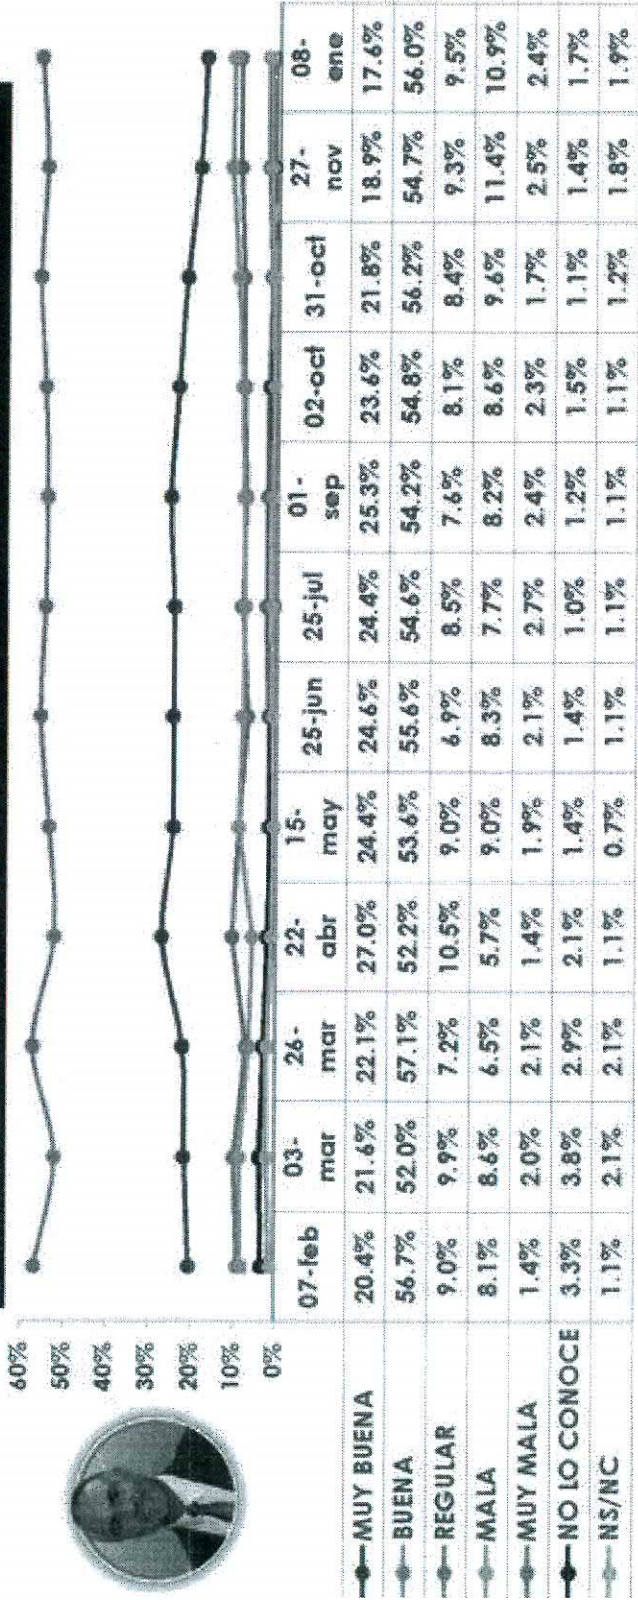 60%
50%
40%
30%
20%
10%
0%
07-feb 03-mar 26-mar 22-abr 15-may 25-jun 25-jul 01-sep 02-oct 31-oct 27-nov 08-ene
MUY BUENA 20.4% 21.6% 22.1% 27.0% 24.4% 24.6% 24.4% 25.3% 23.6% 21.8% 18.9% 17.6%
BUENA 56.7% 52.0% 57.1% 52.2% 53.6% 55.6% 54.6% 54.2% 54.8% 56.2% 54.7% 56.0%
REGULAR 9.0% 9.9% 7.2% 10.5% 9.0% 6.9% 8.5% 7.6% 8.1% 8.4% 9.3% 9.5%
MALA 8.1% 8.6% 6.5% 5.7% 9.0% 8.3% 7.7% 8.2% 8.6% 9.6% 11.4% 10.9%
MUY MALA 1.4% 2.0% 2.1% 1.4% 1.9% 2.1% 2.7% 2.4% 2.3% 1.7% 2.5% 2.4%
NO LO CONOCE 3.3% 3.8% 2.9% 2.1% 1.4% 1.4% 1.0% 1.2% 1.5% 1.1% 1.4% 1.7%
NS/NC 1.1% 2.1% 2.1% 1.1% 0.7% 1.1% 1.1% 1.1% 1.1% 1.2% 1.8% 1.9%